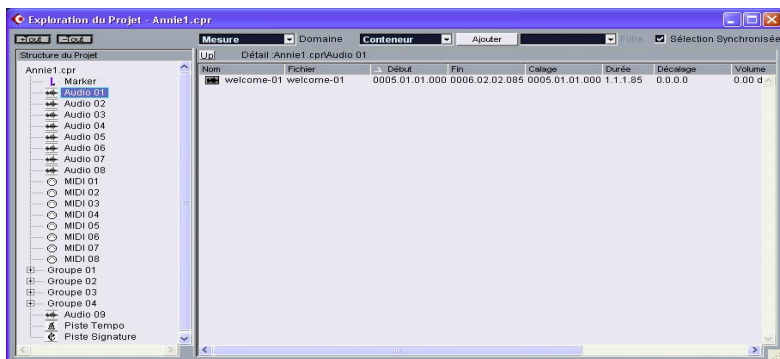 Exploration du Projet - Annie1.cpr
+Tout -Tout Mesure Domaine Conteneur Ajouter Filtre Sélection Synchronisée
Structure du Projet Up Détail :Annie1.cpr\Audio 01
Nom Fichier Début Fin Calage Durée Décalage Volume
welcome-01 welcome-01 0005.01.01.000 0006.02.02.085 0005.01.01.000 1.1.1.85 0.0.0.0 0.00 d
Annie1.cpr
Marker
Audio 01
Audio 02
Audio 03
Audio 04
Audio 05
Audio 06
Audio 07
Audio 08
MIDI 01
MIDI 02
MIDI 03
MIDI 04
MIDI 05
MIDI 06
MIDI 07
MIDI 08
Groupe 01
Groupe 02
Groupe 03
Groupe 04
Audio 09
Piste Tempo
Piste Signature